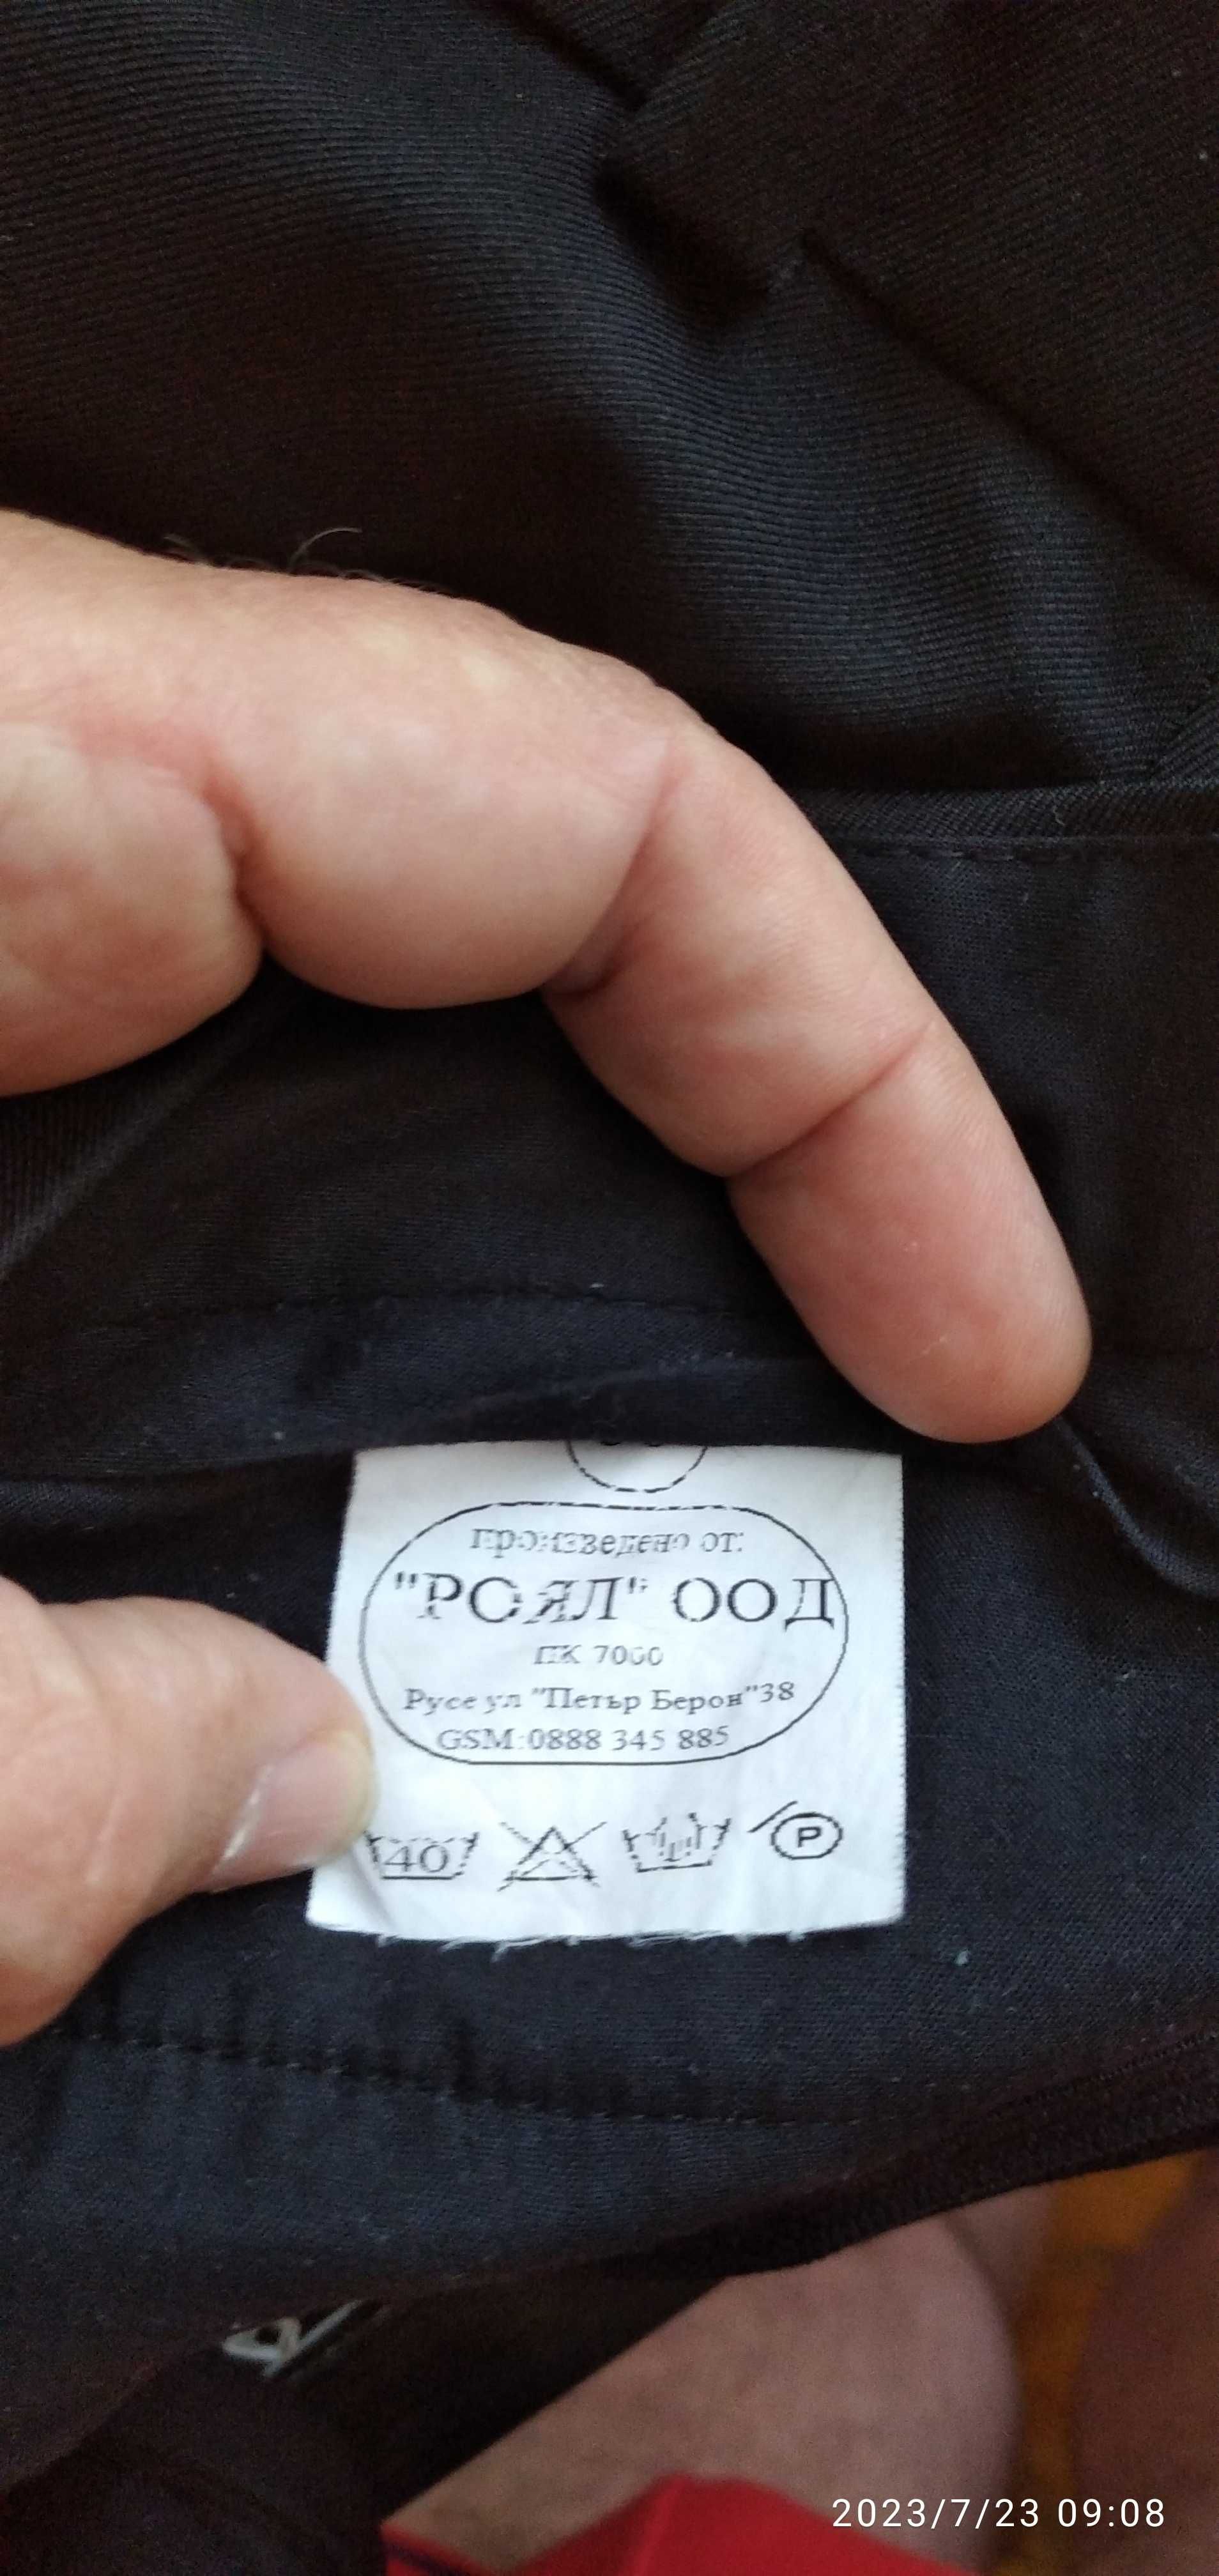 произведено от:
"РОЯЛ" ООД
ПК 7000
Русе ул "Петър Берон"38
GSM:0888 345 885
40
P
2023/7/23 09:08